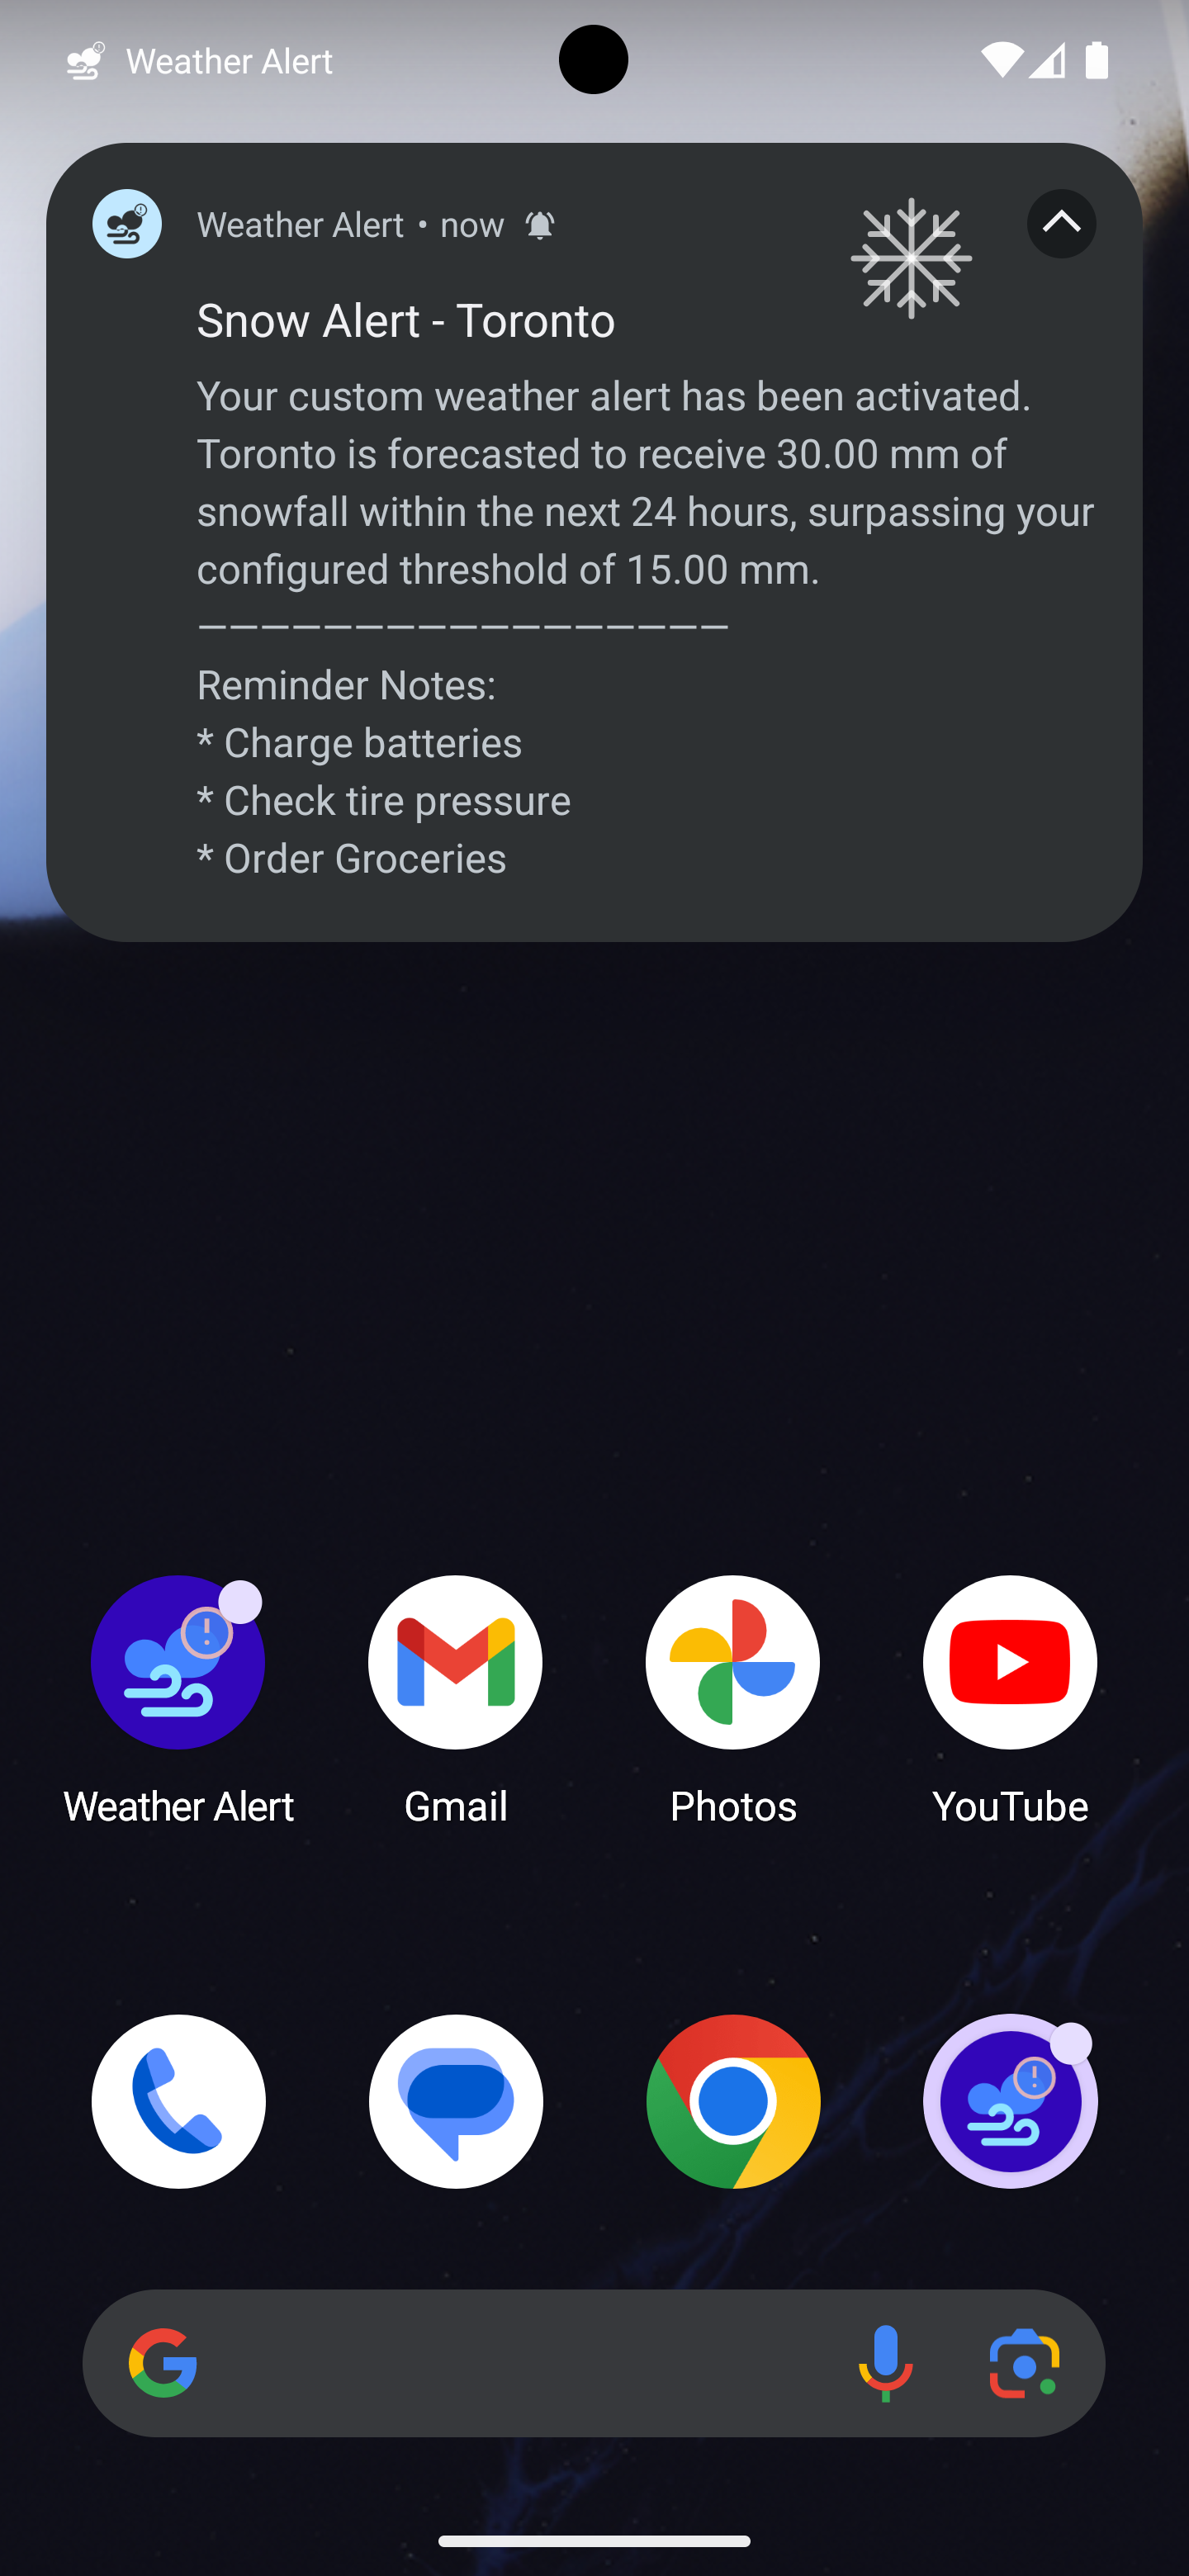 Weather Alert
Weather Alert • now
Snow Alert - Toronto
Your custom weather alert has been activated.
Toronto is forecasted to receive 30.00 mm of
snowfall within the next 24 hours, surpassing your
configured threshold of 15.00 mm.
—————————————————
Reminder Notes:
* Charge batteries
* Check tire pressure
* Order Groceries
Weather Alert
Gmail
Photos
YouTube